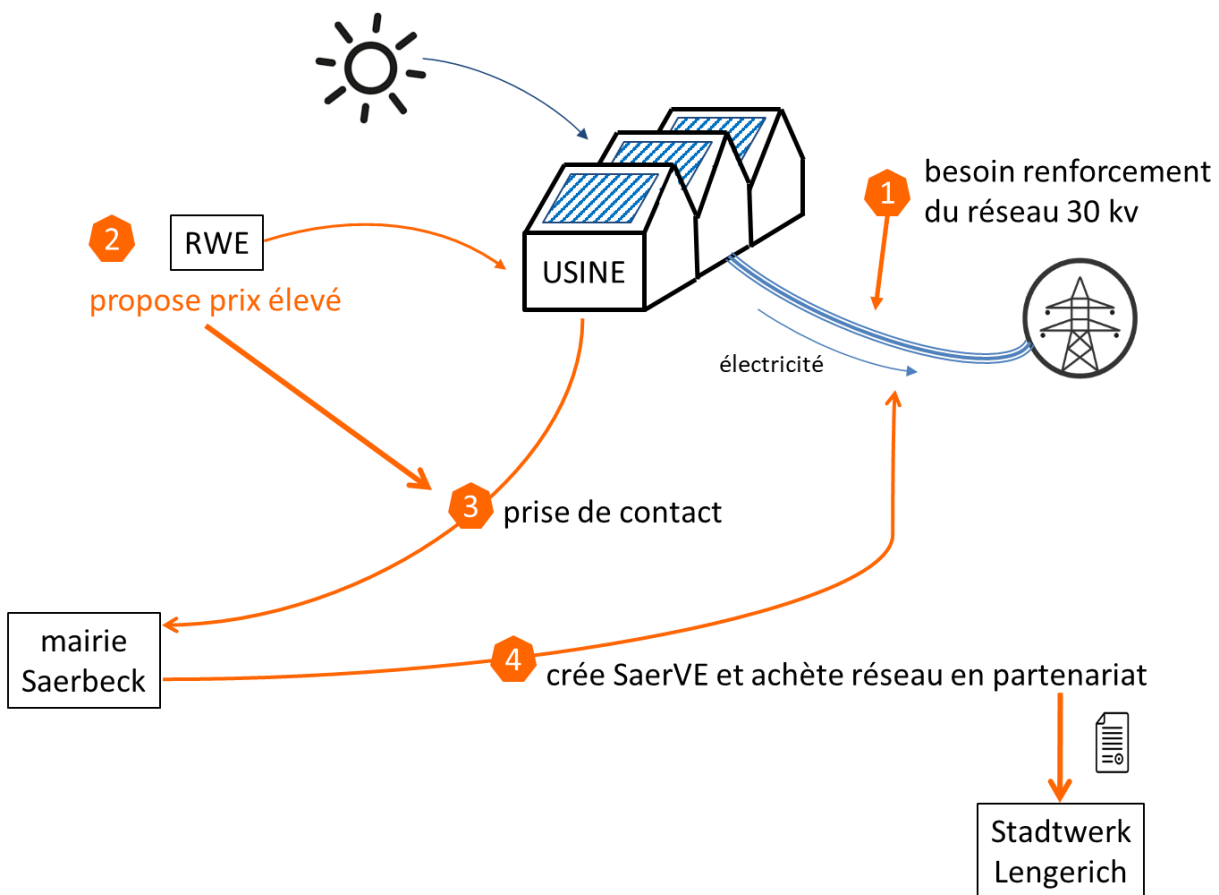 1
besoin renforcement
du réseau 30 kv
2
RWE
propose prix élevé
USINE
électricité
3
prise de contact
mairie
Saerbeck
4
crée SaerVE et achète réseau en partenariat
Stadtwerk
Lengerich